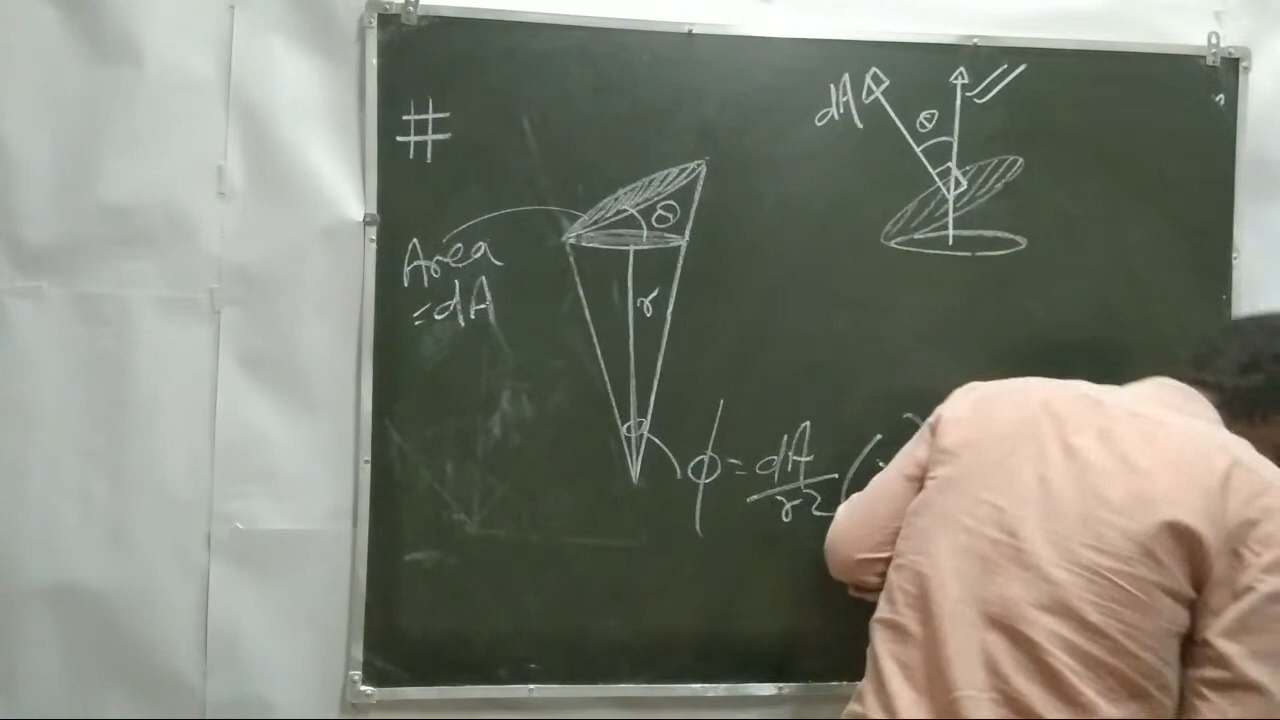 #
dA
θ
θ
Area
= dA
r
ϕ = dA/r2 (